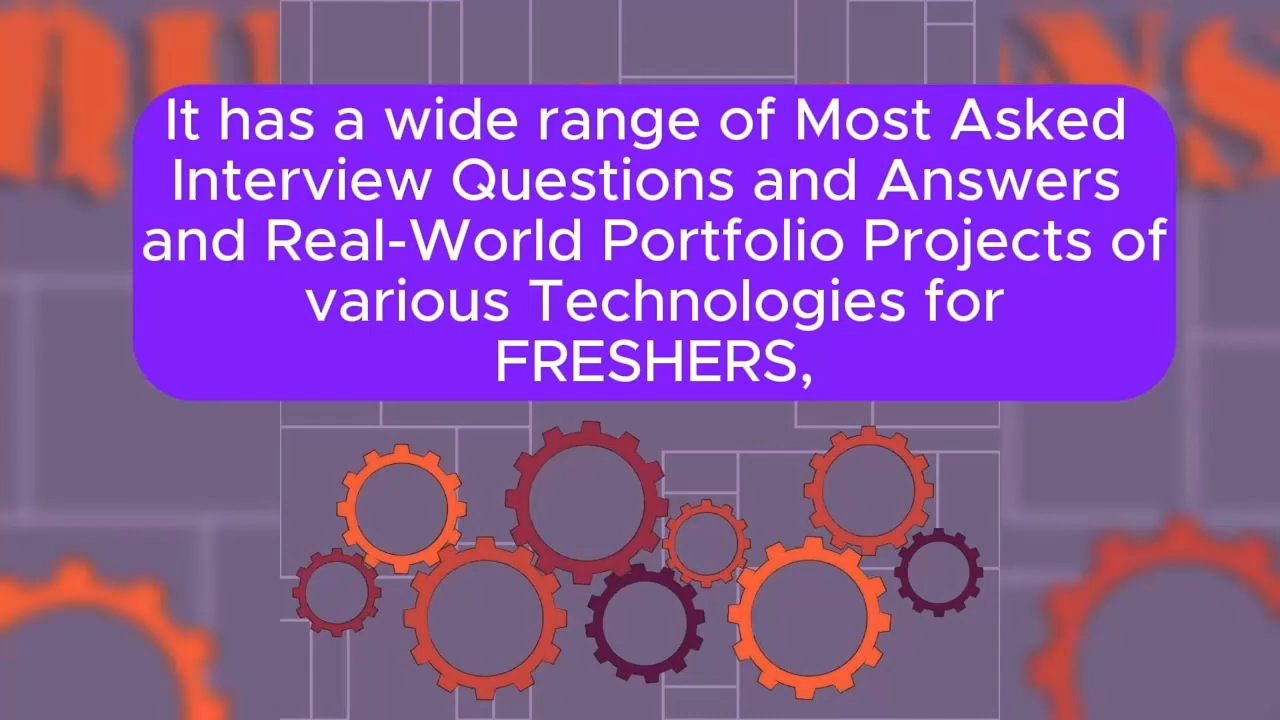 It has a wide range of Most Asked
Interview Questions and Answers
and Real-World Portfolio Projects of
various Technologies for
FRESHERS,